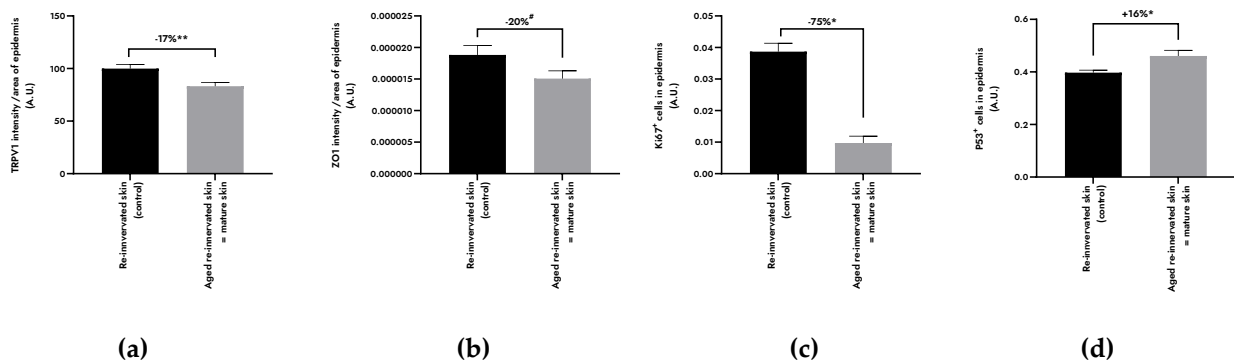 TRPV1 intensity/area of epidermis
(A.U.)
150
100
50
0
-17%**
Re-innvervated skin
(control)
Aged re-innervated skin
= mature skin
(a)
ZO1 intensity/area of epidermis
(A.U.)
0.000025
0.000020
0.000015
0.000010
0.000005
0.000000
-20%#
Re-innvervated skin
(control)
Aged re-innervated skin
= mature skin
(b)
Ki67+ cells in epidermis
(A.U.)
0.05
0.04
0.03
0.02
0.01
0.00
-75%*
Re-innvervated skin
(control)
Aged re-innervated skin
= mature skin
(c)
P53+ cells in epidermis
(A.U.)
0.6
0.4
0.2
0.0
+16%*
Re-innvervated skin
(control)
Aged re-innervated skin
= mature skin
(d)